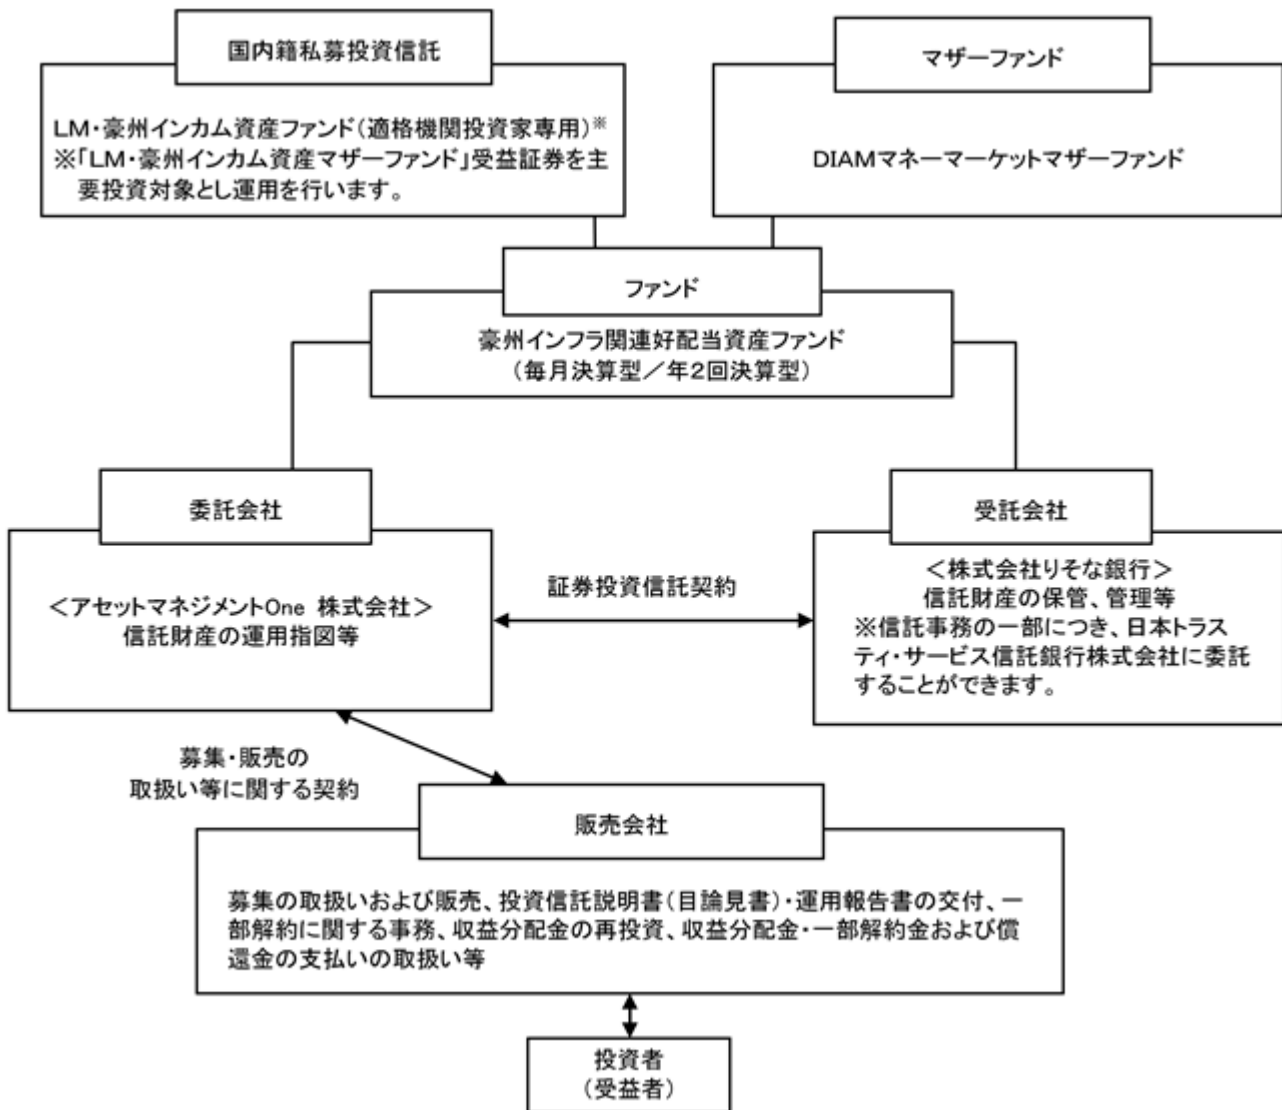 国内籍私募投資信託
LM・豪州インカム資産ファンド(適格機関投資家専用)※
※「LM・豪州インカム資産マザーファンド」受益証券を主
要投資対象とし運用を行います。
マザーファンド
DIAMマネーマーケットマザーファンド
ファンド
豪州インフラ関連好配当資産ファンド
(毎月決算型/年2回決算型)
委託会社
<アセットマネジメントOne 株式会社>
信託財産の運用指図等
証券投資信託契約
受託会社
<株式会社りそな銀行>
信託財産の保管、管理等
※信託事務の一部につき、日本トラス
ティ・サービス信託銀行株式会社に委託
することができます。
募集・販売の
取扱い等に関する契約
販売会社
募集の取扱いおよび販売、投資信託説明書(目論見書)・運用報告書の交付、一
部解約に関する事務、収益分配金の再投資、収益分配金・一部解約金および償
還金の支払いの取扱い等
投資者
(受益者)